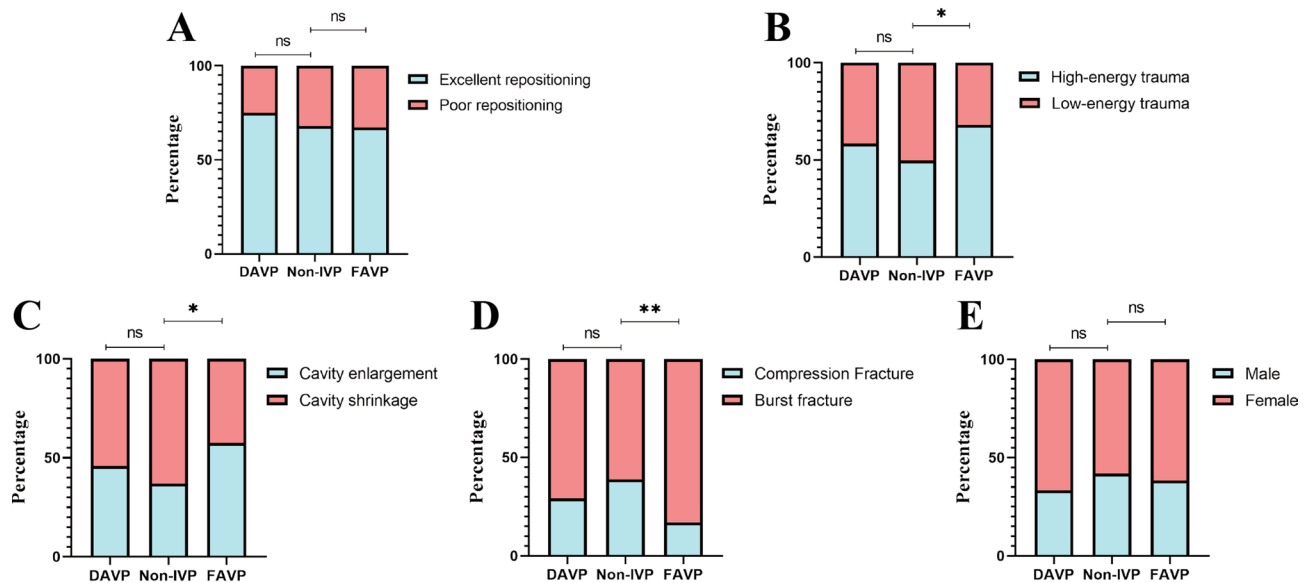 A
ns
ns
100
50
0
Percentage
DAVP Non-IVP FAVP
Excellent repositioning
Poor repositioning
B
ns
*
100
50
0
Percentage
DAVP Non-IVP FAVP
High-energy trauma
Low-energy trauma
C
ns
*
100
50
0
Percentage
DAVP Non-IVP FAVP
Cavity enlargement
Cavity shrinkage
D
ns
**
100
50
0
Percentage
DAVP Non-IVP FAVP
Compression Fracture
Burst fracture
E
ns
ns
100
50
0
Percentage
DAVP Non-IVP FAVP
Male
Female